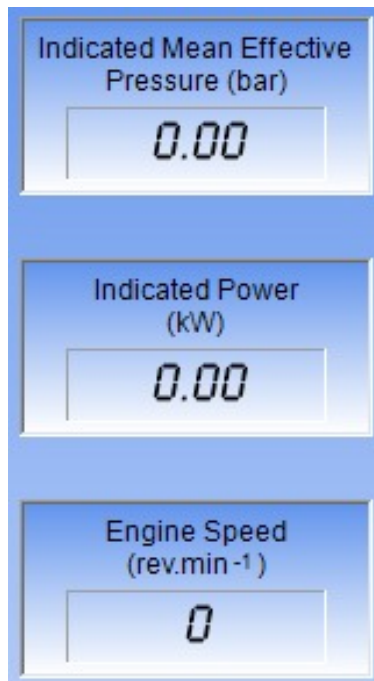 Indicated Mean Effective
Pressure (bar)
0.00
Indicated Power
(kW)
0.00
Engine Speed
(rev.min-1)
0